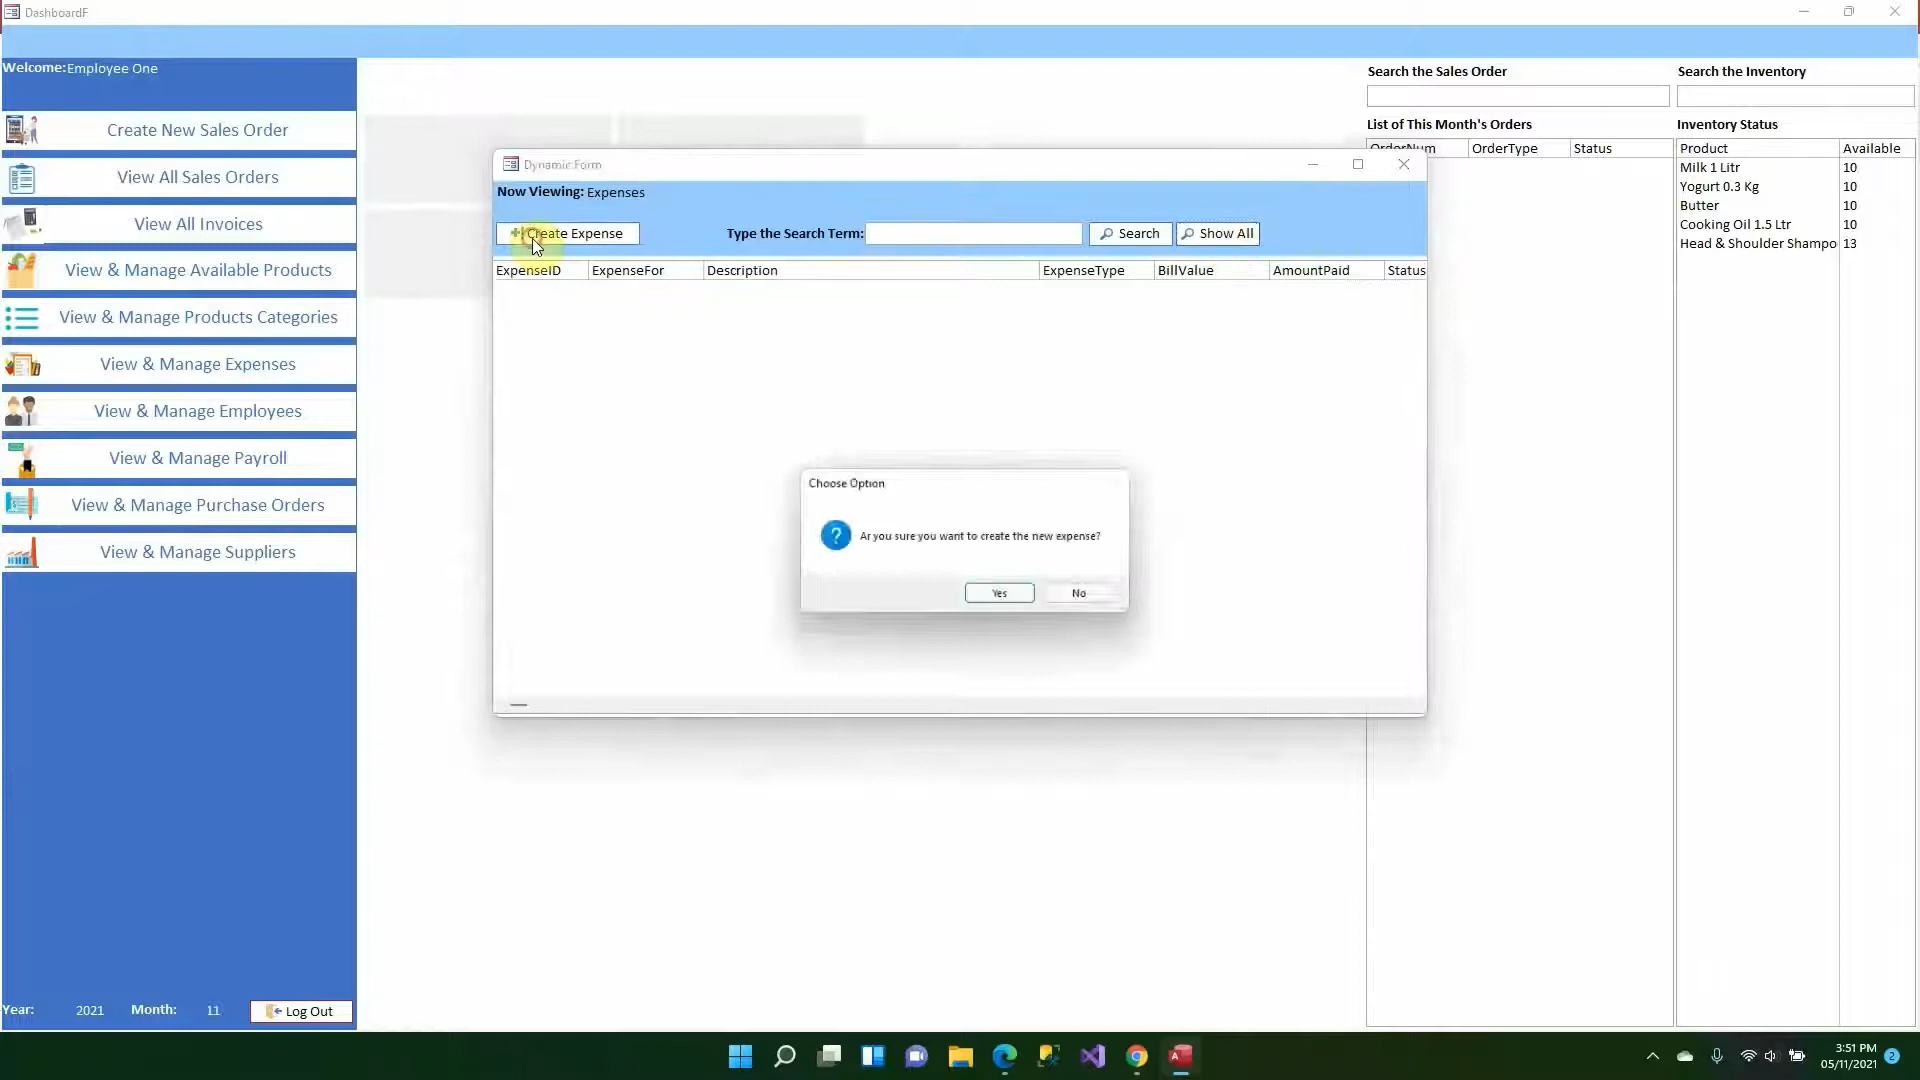 DashboardF
Welcome: Employee One
Create New Sales Order
View All Sales Orders
View All Invoices
View & Manage Available Products
View & Manage Products Categories
View & Manage Expenses
View & Manage Employees
View & Manage Payroll
View & Manage Purchase Orders
View & Manage Suppliers
Year: 2021 Month: 11 Log Out
Dynamic Form
Now Viewing: Expenses
Create Expense Type the Search Term: Search Show All
ExpenseID ExpenseFor Description ExpenseType BillValue AmountPaid Status
Choose Option
Ar you sure you want to create the new expense?
Yes No
Search the Sales Order
List of This Month's Orders
OrderNum OrderType Status
Search the Inventory
Inventory Status
Product Available
Milk 1 Litr 10
Yogurt 0.3 Kg 10
Butter 10
Cooking Oil 1.5 Ltr 10
Head & Shoulder Shampo 13
3:51 PM
05/11/2021 2